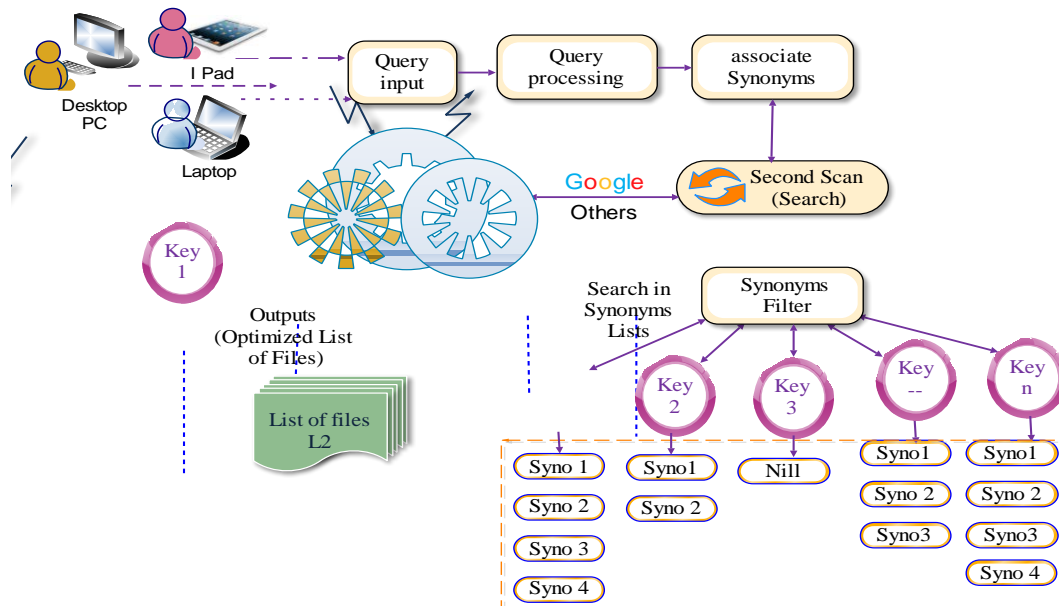 I Pad
Desktop
PC
Laptop
Query
input
Query
processing
associate
Synonyms
Google
Others
Second Scan
(Search)
Key
1
Outputs
(Optimized List
of Files)
List of files
L2
Search in
Synonyms
Lists
Synonyms
Filter
Key
2
Key
3
Key
--
Key
n
Syno 1
Syno 2
Syno 3
Syno 4
Syno1
Syno 2
Nill
Syno1
Syno 2
Syno3
Syno1
Syno 2
Syno3
Syno 4